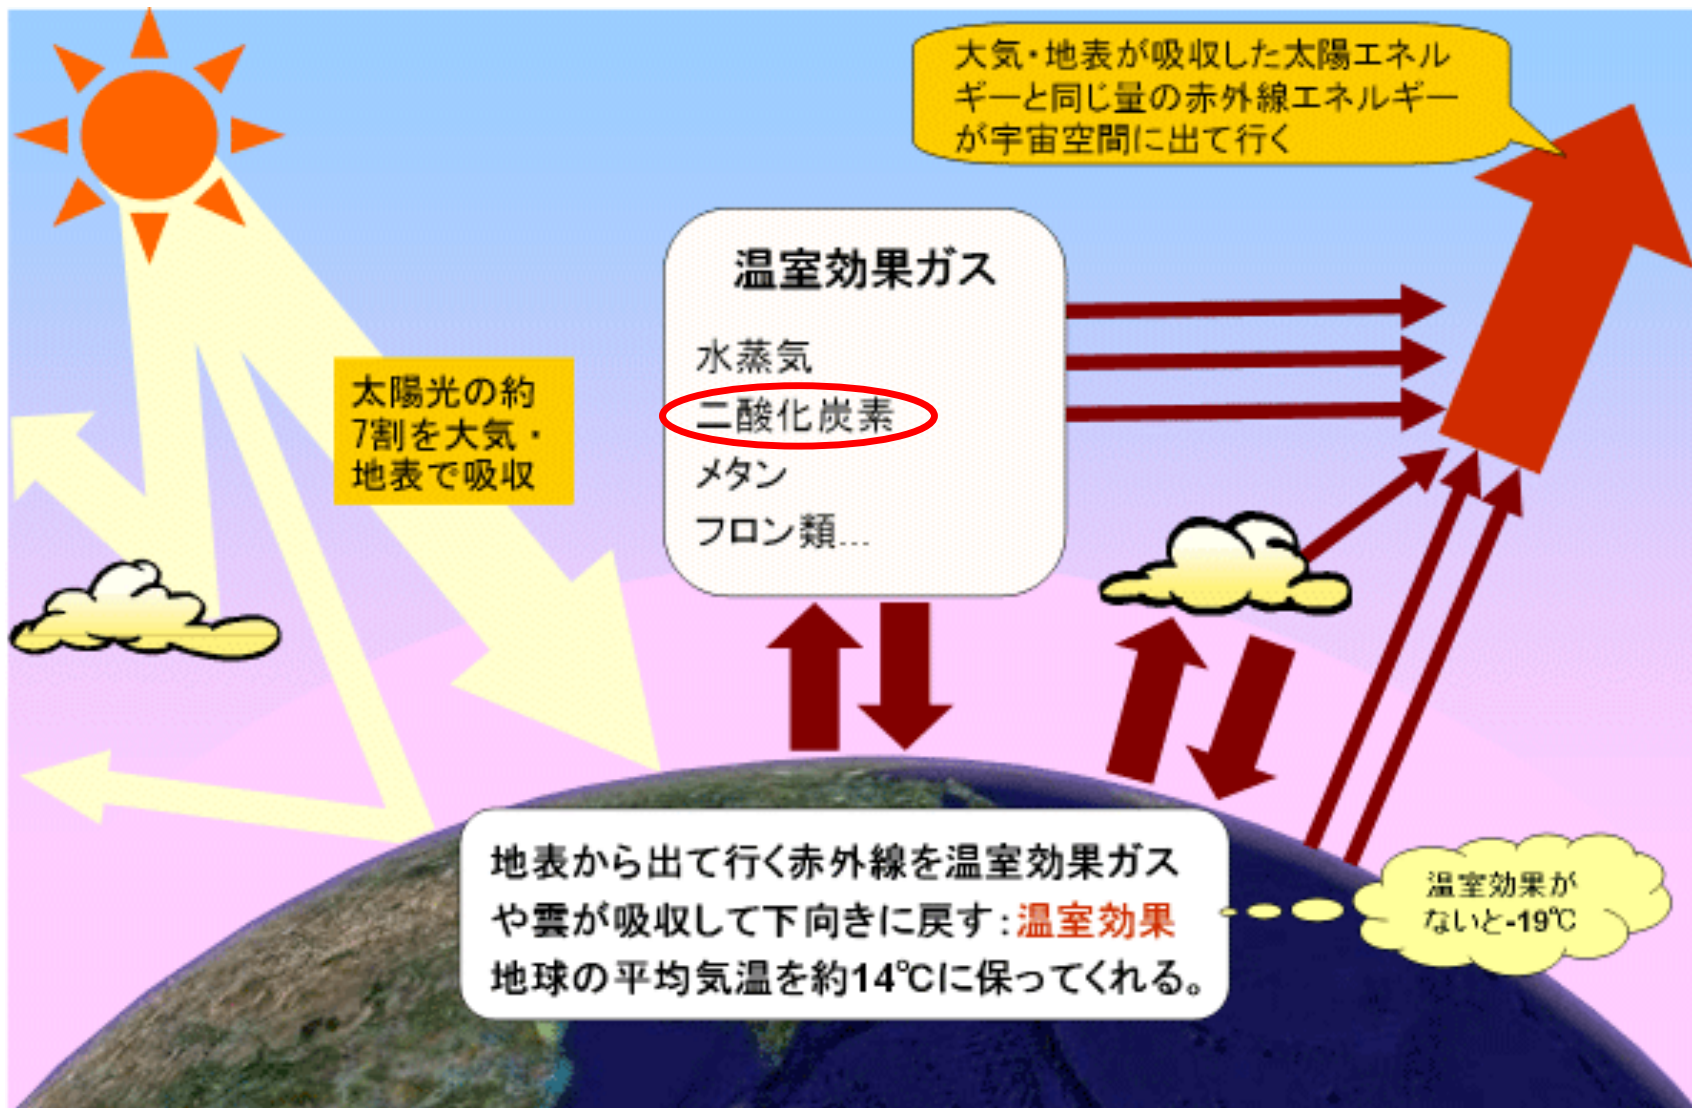 大気・地表が吸収した太陽エネル
ギーと同じ量の赤外線エネルギー
が宇宙空間に出て行く
温室効果ガス
水蒸気
二酸化炭素
メタン
フロン類…
太陽光の約
7割を大気・
地表で吸収
地表から出て行く赤外線を温室効果ガス
や雲が吸収して下向きに戻す:温室効果
地球の平均気温を約14℃に保ってくれる。
温室効果が
ないと-19℃